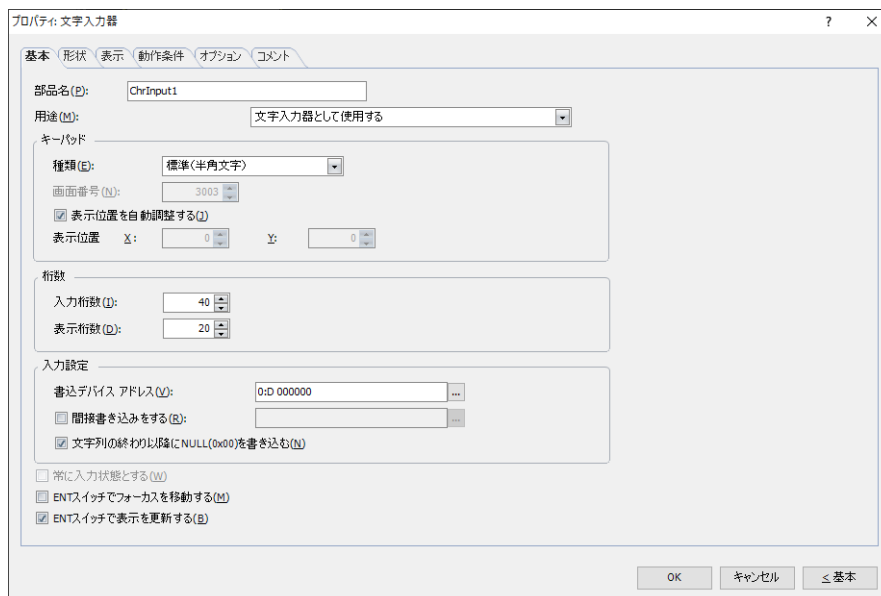 プロパティ: 文字入力器 ? ×
基本 形状 表示 動作条件 オプション コメント
部品名(P): ChrInput1
用途(M): 文字入力器として使用する
キーパッド
種類(E): 標準(半角文字)
画面番号(N): 3003
表示位置を自動調整する(J)
表示位置 X: 0 Y: 0
桁数
入力桁数(I): 40
表示桁数(D): 20
入力設定
書込デバイス アドレス(V): 0:D 000000 ...
間接書き込みをする(R): ...
文字列の終わり以降にNULL(0x00)を書き込む(N)
常に入力状態とする(W)
ENTスイッチでフォーカスを移動する(M)
ENTスイッチで表示を更新する(B)
OK キャンセル < 基本